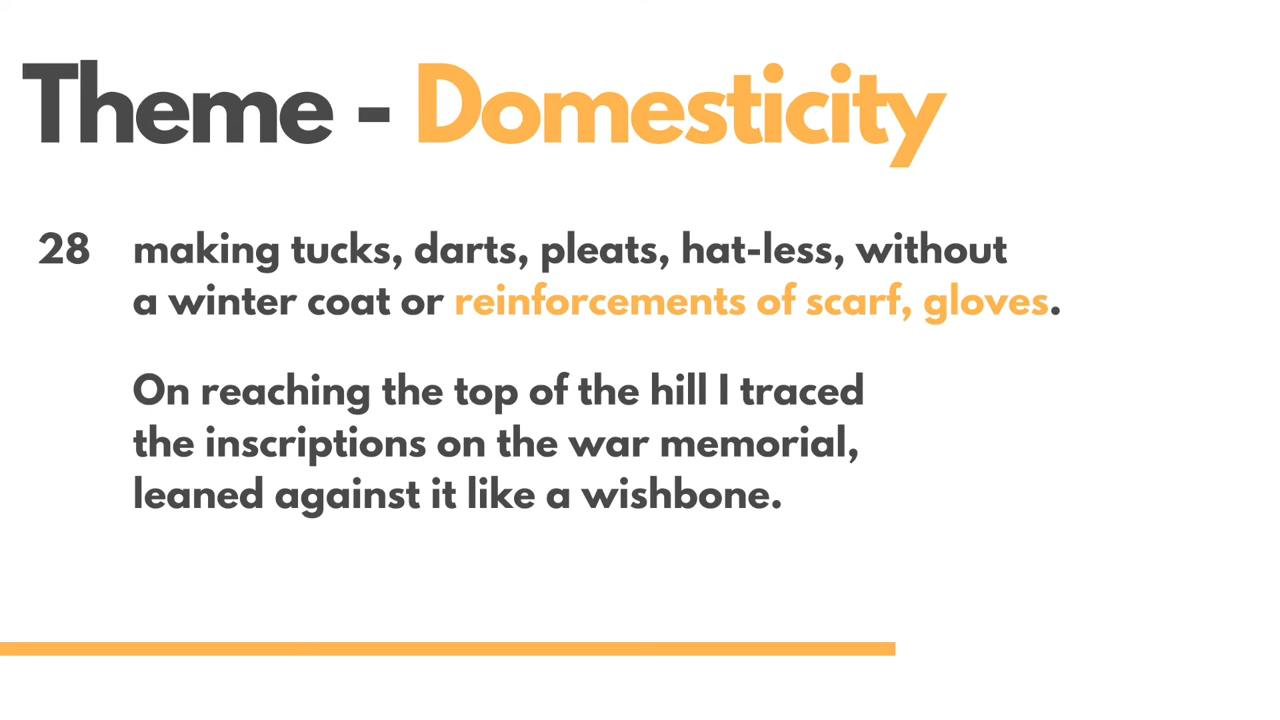 Theme - Domesticity
28 making tucks, darts, pleats, hat-less, without
a winter coat or reinforcements of scarf, gloves.
On reaching the top of the hill I traced
the inscriptions on the war memorial,
leaned against it like a wishbone.